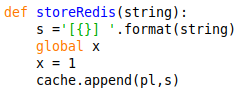 def storeRedis(string):
    s ='[{}] '.format(string)
    global x
    x = 1
    cache.append(pl,s)